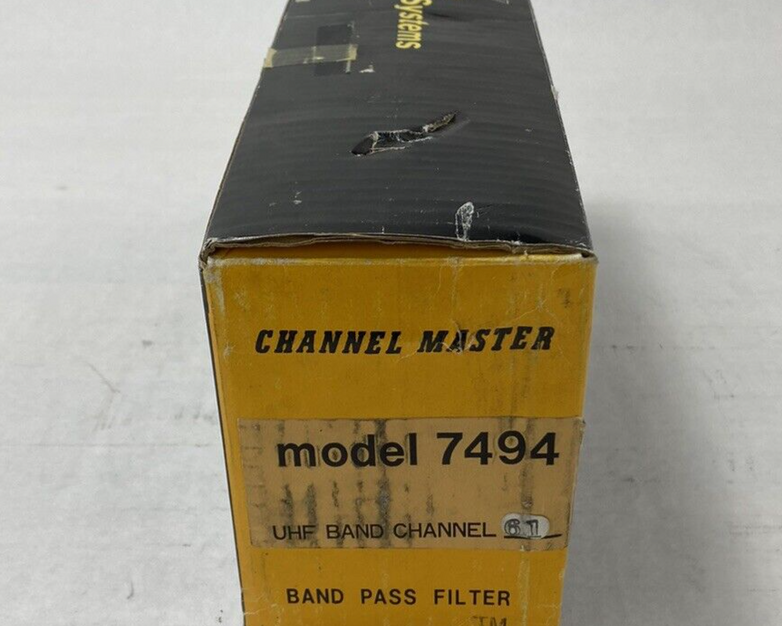 Systems
CHANNEL MASTER
model 7494
UHF BAND CHANNEL 61
BAND PASS FILTER